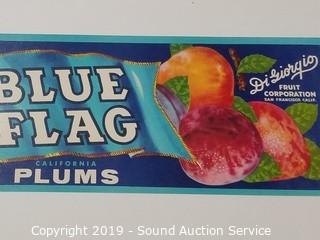 BLUE
FLAG
CALIFORNIA
PLUMS
Di Giorgio
FRUIT
CORPORATION
SAN FRANCISCO, CALIF.
Copyright 2019 - Sound Auction Service